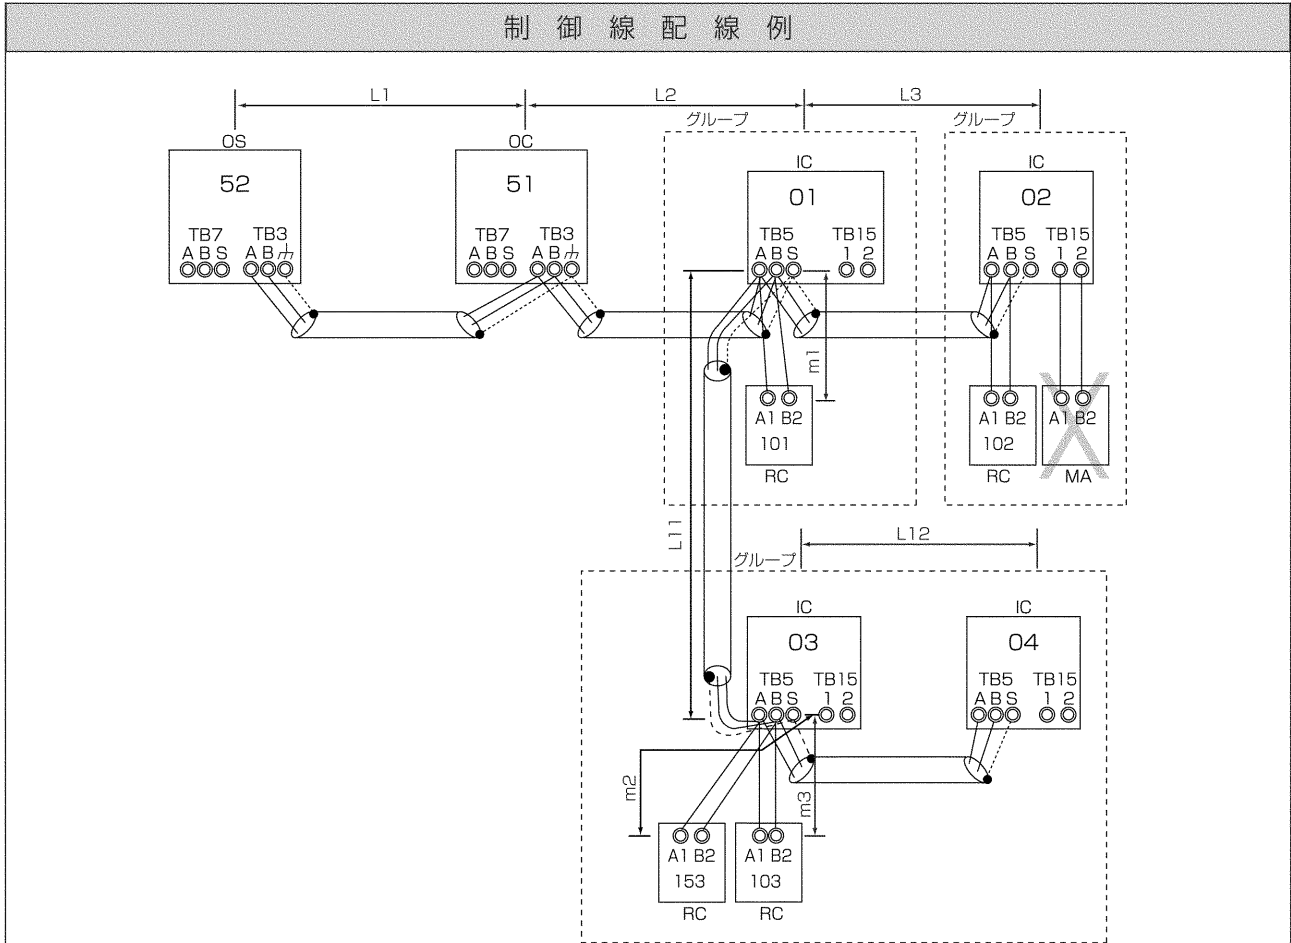 制御線配線例
L1 L2 L3
グループ グループ
OS OC IC IC
52 51 01 02
TB7 TB3 TB7 TB3 TB5 TB15 TB5 TB15
A B S A B A B S A B A B S 1 2 A B S 1 2
m1
A1 B2 A1 B2 A1 B2
101 102
RC RC MA
L11
L12
グループ
IC IC
03 04
TB5 TB15 TB5 TB15
A B S 1 2 A B S 1 2
m2 m3
A1 B2 A1 B2
153 103
RC RC